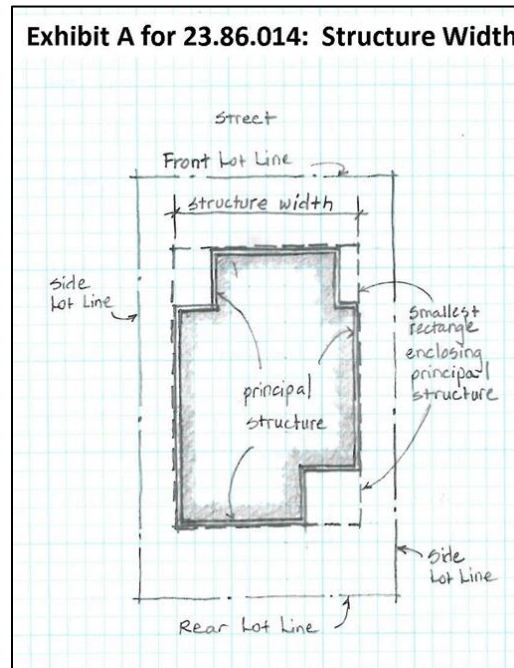 Exhibit A for 23.86.014: Structure Width
Street
Front Lot Line
structure width
Side
Lot Line
smallest
rectange
enclosing
principal
structure
principal
structure
Side
Lot Line
Rear Lot Line